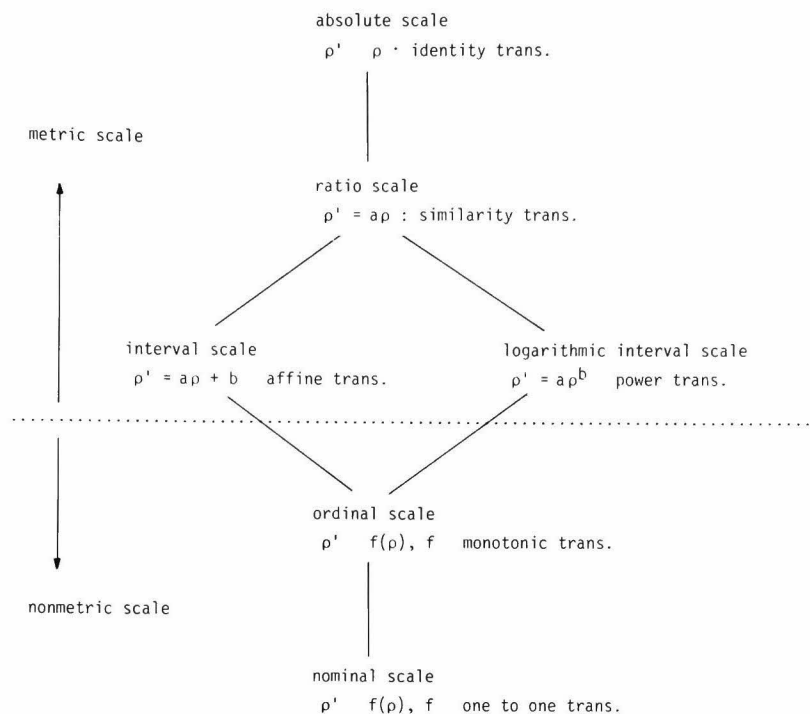 absolute scale
ρ' ρ · identity trans.
metric scale
ratio scale
ρ' = aρ : similarity trans.
interval scale
ρ' = aρ + b affine trans.
logarithmic interval scale
ρ' = aρᵇ power trans.
ordinal scale
ρ' f(ρ), f monotonic trans.
nonmetric scale
nominal scale
ρ' f(ρ), f one to one trans.